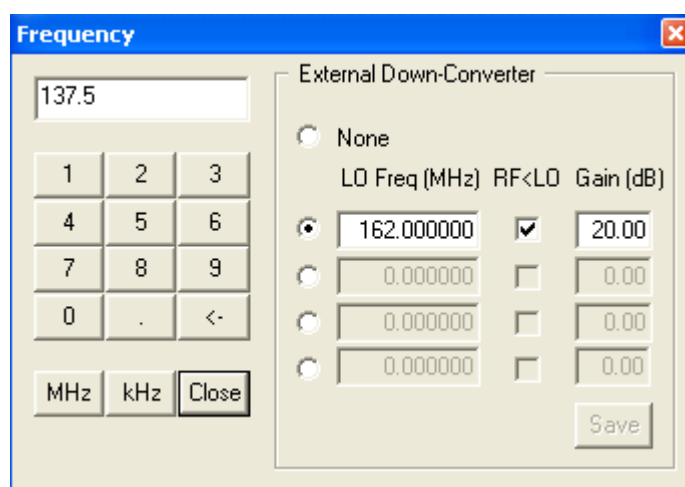 Frequency
137.5
1 2 3
4 5 6
7 8 9
0 . <-
MHz kHz Close
External Down-Converter
None
LO Freq (MHz) RF<LO Gain (dB)
162.000000 20.00
0.000000 0.00
0.000000 0.00
0.000000 0.00
Save